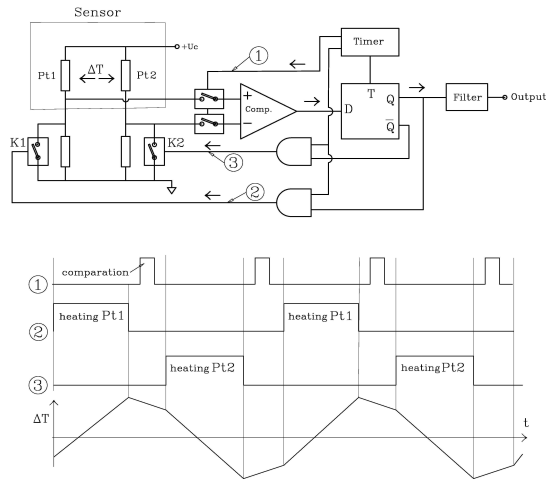 Sensor
+Uc
①
Timer
Pt1
ΔT
Pt2
+
Comp.
−
D
T
Q
Q̅
Filter
Output
K1
K2
③
②
comparation
①
heating Pt1
heating Pt1
②
heating Pt2
heating Pt2
③
ΔT
t